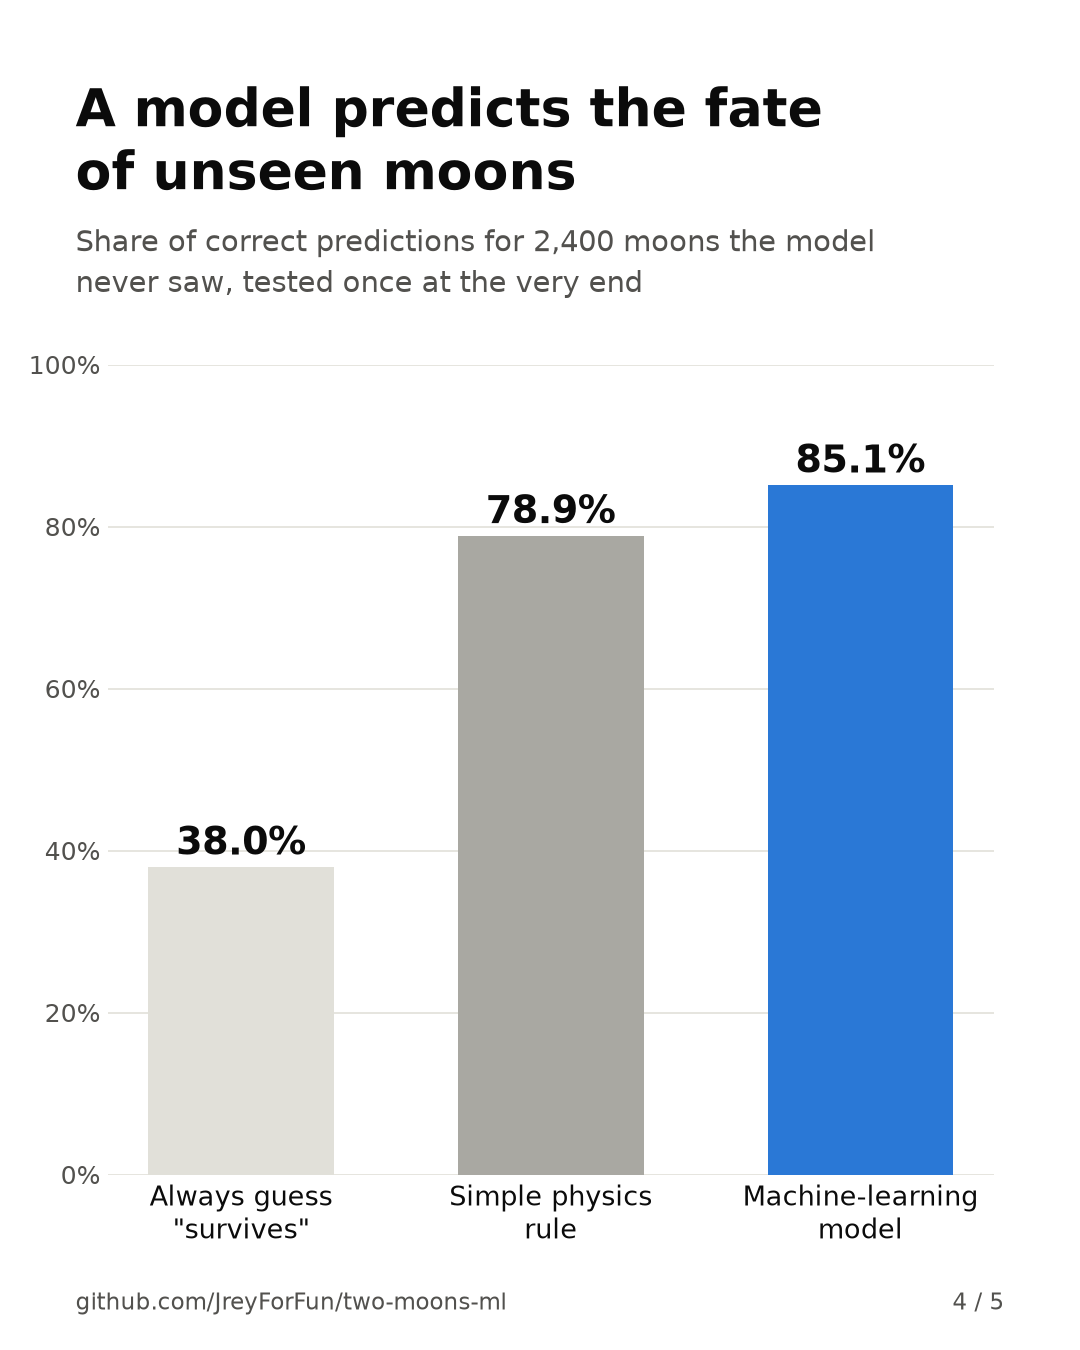 A model predicts the fate
of unseen moons
Share of correct predictions for 2,400 moons the model
never saw, tested once at the very end
100%
80%
60%
40%
20%
0%
38.0%
78.9%
85.1%
Always guess
"survives"
Simple physics
rule
Machine-learning
model
github.com/JreyForFun/two-moons-ml
4 / 5